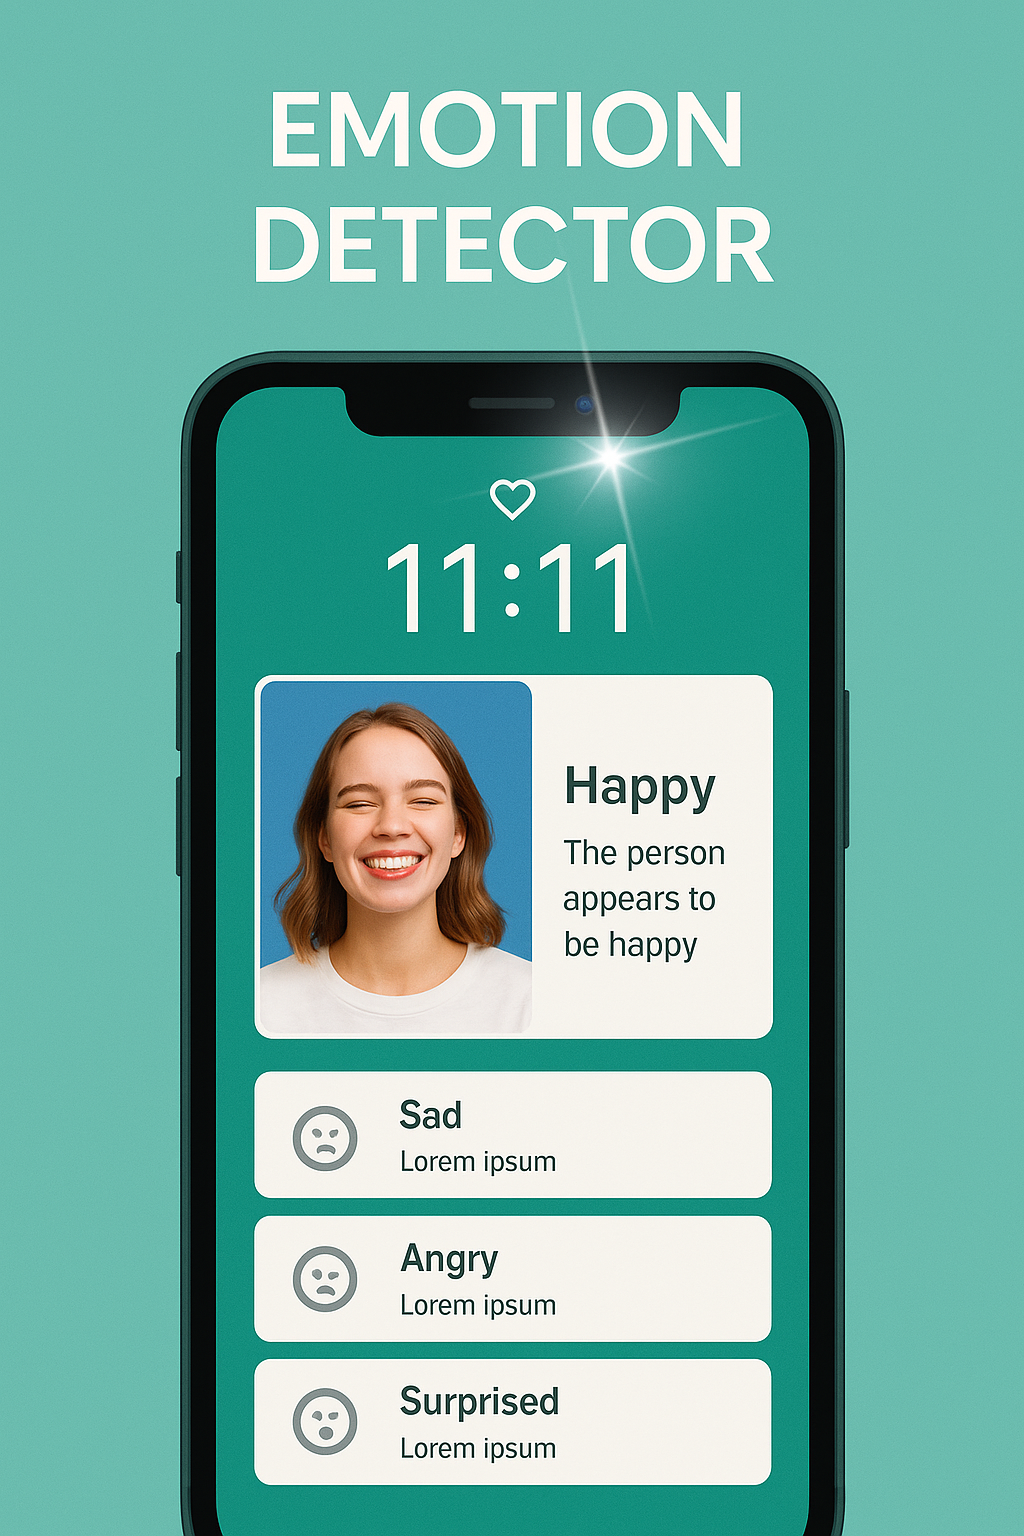 EMOTION
DETECTOR
11:11
Happy
The person
appears to
be happy
Sad
Lorem ipsum
Angry
Lorem ipsum
Surprised
Lorem ipsum